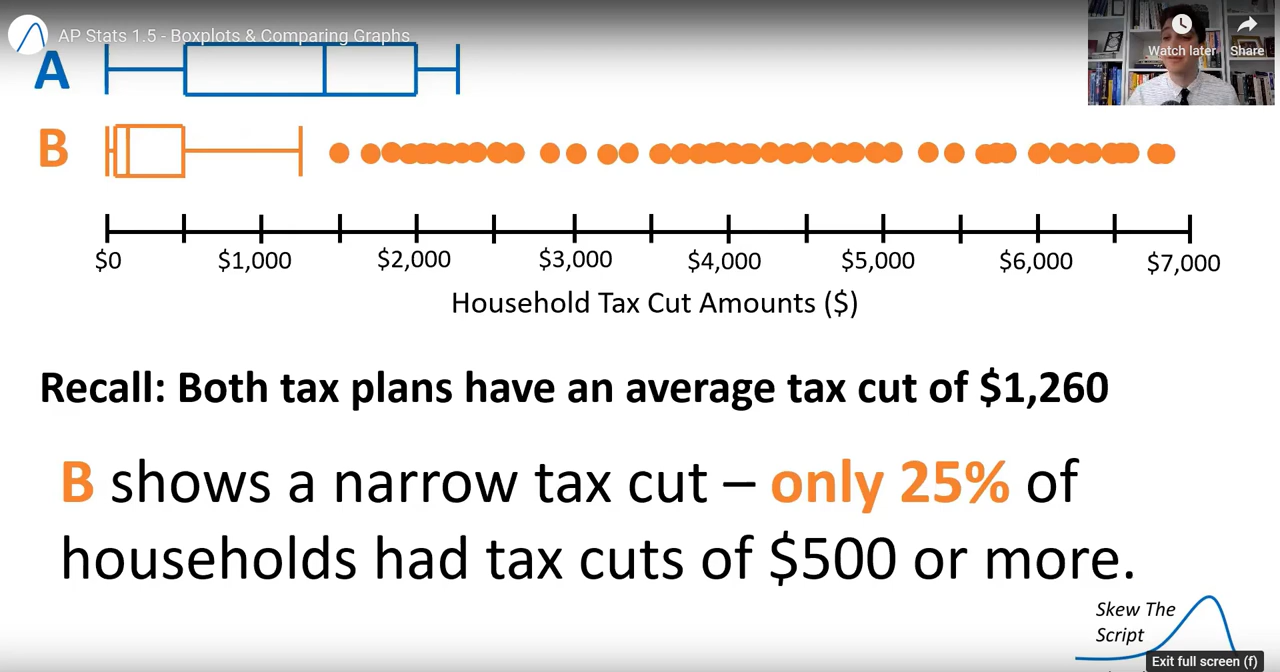 AP Stats 1.5 - Boxplots & Comparing Graphs
Watch later
Share
A
B
$0
$1,000
$2,000
$3,000
$4,000
$5,000
$6,000
$7,000
Household Tax Cut Amounts ($)
Recall: Both tax plans have an average tax cut of $1,260
B shows a narrow tax cut – only 25% of
households had tax cuts of $500 or more.
Skew The
Script
Exit full screen (f)